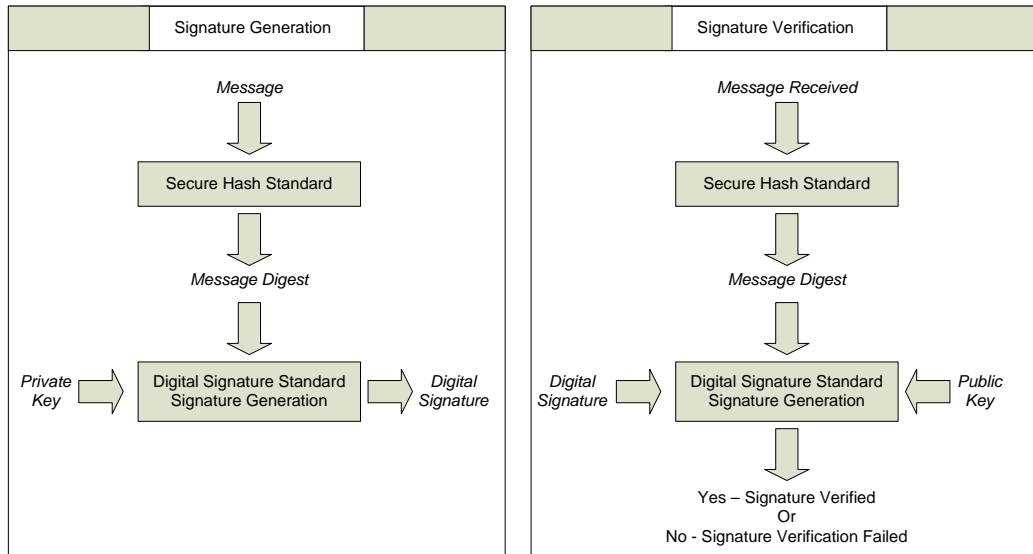 Signature Generation
Message
Secure Hash Standard
Message Digest
Private
Key
Digital Signature Standard
Signature Generation
Digital
Signature
Signature Verification
Message Received
Secure Hash Standard
Message Digest
Digital
Signature
Digital Signature Standard
Signature Generation
Public
Key
Yes – Signature Verified
Or
No - Signature Verification Failed